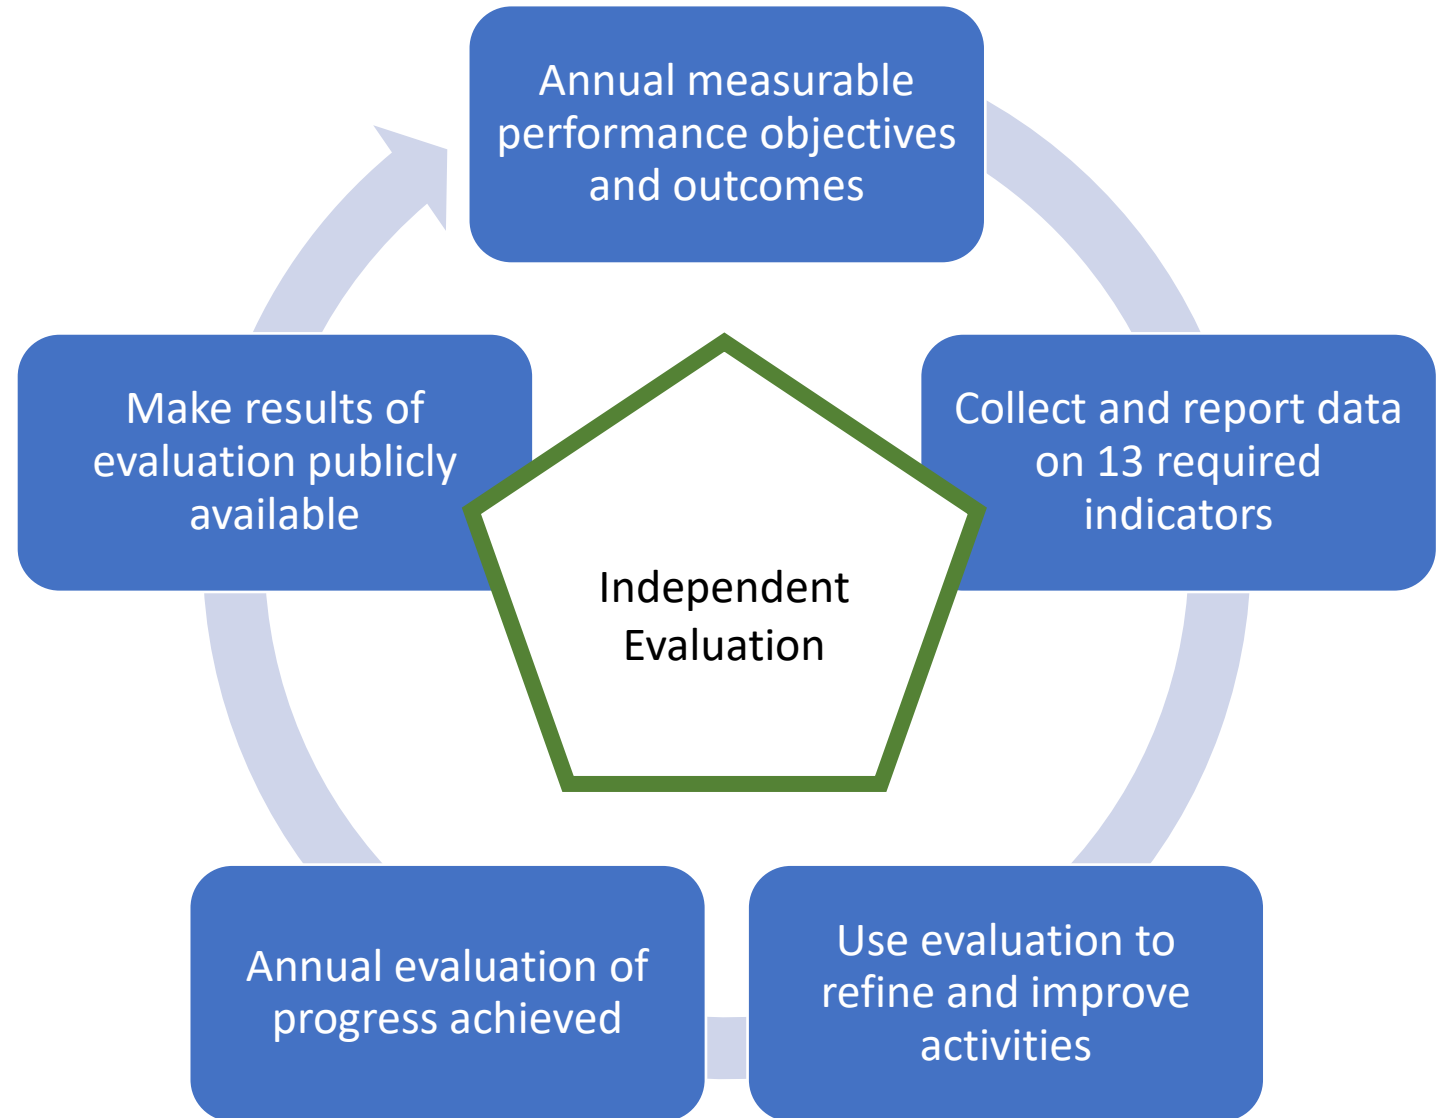 Annual measurable
performance objectives
and outcomes
Collect and report data
on 13 required
indicators
Use evaluation to
refine and improve
activities
Annual evaluation of
progress achieved
Make results of
evaluation publicly
available
Independent
Evaluation